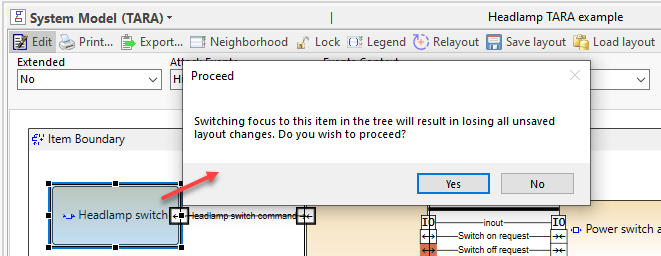 System Model (TARA)
Headlamp TARA example
Edit Print... Export... Neighborhood Lock Legend Relayout Save layout Load layout
Extended
No
Proceed
Switching focus to this item in the tree will result in losing all unsaved
layout changes. Do you wish to proceed?
Yes No
Item Boundary
Headlamp switch
Headlamp switch command
IO inout IO
Switch on request
Switch off request
Power switch a